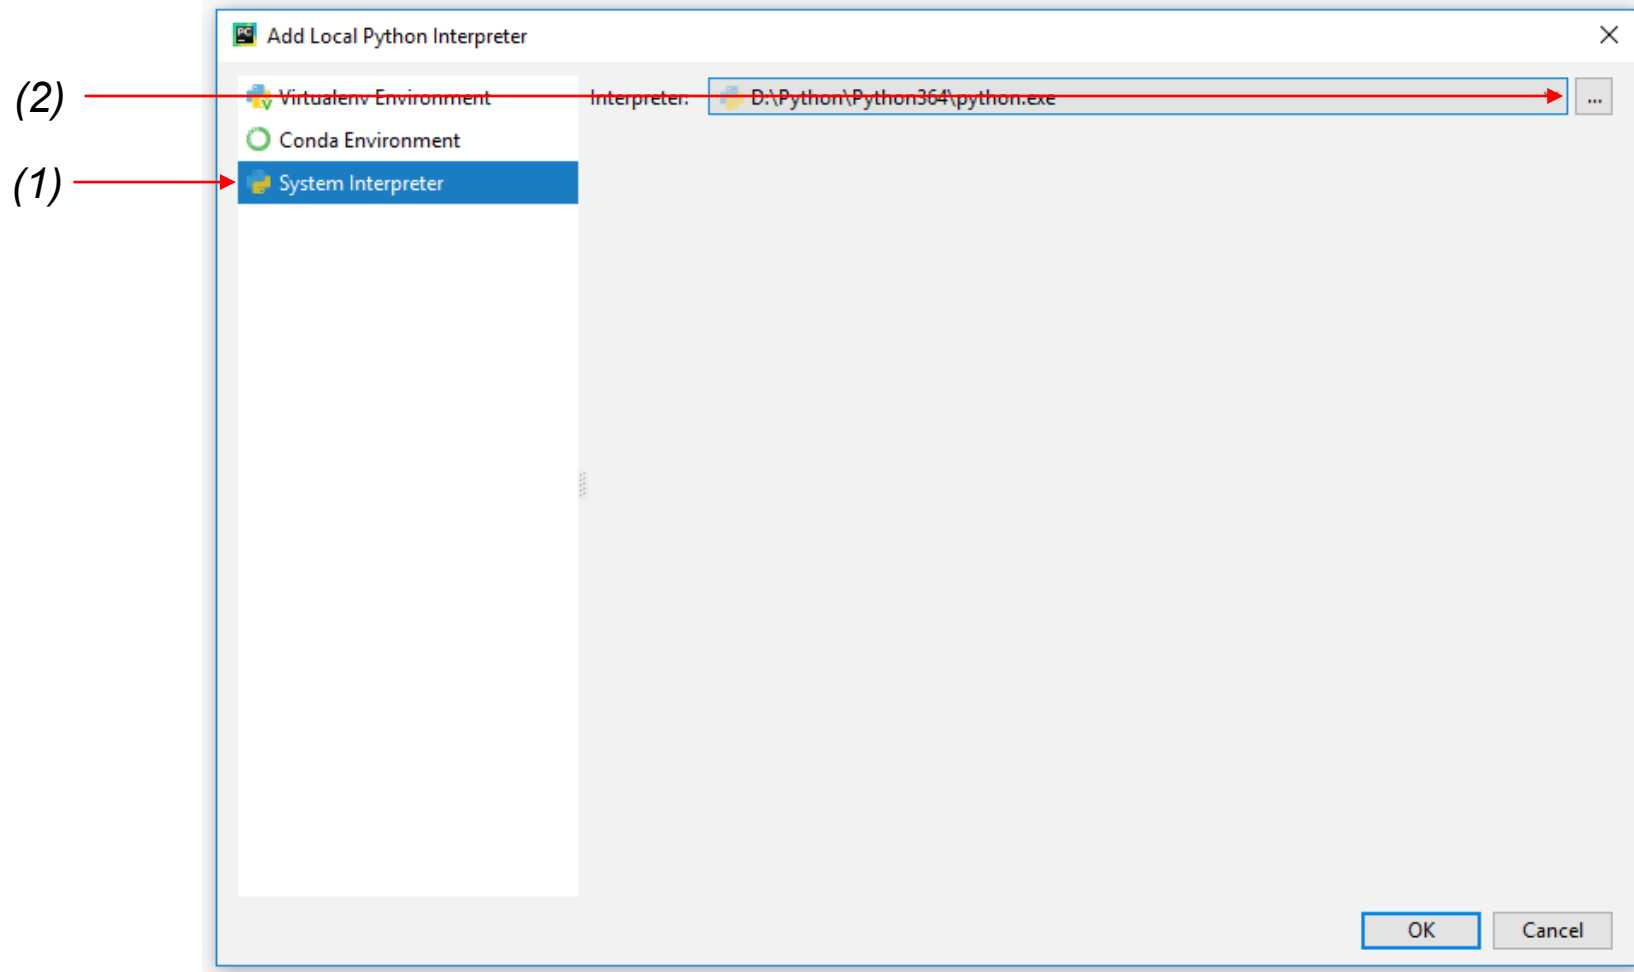 PC Add Local Python Interpreter
(2) Virtualenv Environment Interpreter: D:\Python\Python364\python.exe ...
Conda Environment
(1) System Interpreter
OK Cancel